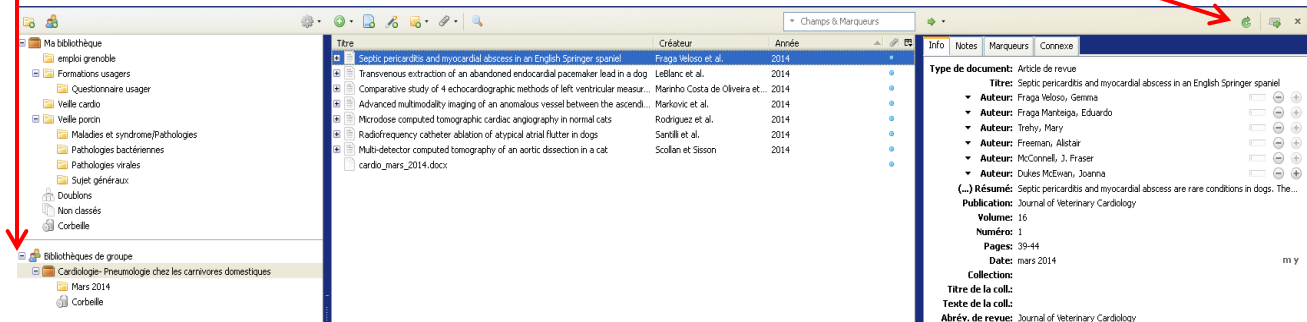 Champs & Marqueurs
Ma bibliothèque
emploi grenoble
Formations usagers
Questionnaire usager
Veille cardio
Veille porcin
Maladies et syndrome/Pathologies
Pathologies bactériennes
Pathologies virales
Sujet généraux
Doublons
Non classés
Corbeille
Bibliothèques de groupe
Cardiologie- Pneumologie chez les carnivores domestiques
Mars 2014
Corbeille
Titre Créateur Année
Septic pericarditis and myocardial abscess in an English Springer spaniel Fraga Veloso et al. 2014
Transvenous extraction of an abandoned endocardial pacemaker lead in a dog LeBlanc et al. 2014
Comparative study of 4 echocardiographic methods of left ventricular measur... Marinho Costa de Oliveira et... 2014
Advanced multimodality imaging of an anomalous vessel between the ascendi... Markovic et al. 2014
Microdose computed tomographic cardiac angiography in normal cats Rodriguez et al. 2014
Radiofrequency catheter ablation of atypical atrial flutter in dogs Santilli et al. 2014
Multi-detector computed tomography of an aortic dissection in a cat Scollan et Sisson 2014
cardio_mars_2014.docx
Info Notes Marqueurs Connexe
Type de document: Article de revue
Titre: Septic pericarditis and myocardial abscess in an English Springer spaniel
Auteur: Fraga Veloso, Gemma
Auteur: Fraga Manteiga, Eduardo
Auteur: Trehy, Mary
Auteur: Freeman, Alistair
Auteur: McConnell, J. Fraser
Auteur: Dukes McEwan, Joanna
(...) Résumé: Septic pericarditis and myocardial abscess are rare conditions in dogs. The...
Publication: Journal of Veterinary Cardiology
Volume: 16
Numéro: 1
Pages: 39-44
Date: mars 2014 m y
Collection:
Titre de la coll.:
Texte de la coll.:
Abrév. de revue: Journal of Veterinary Cardiology